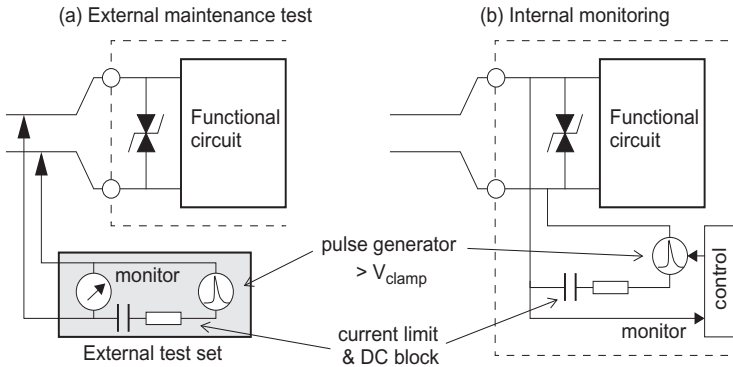 (a) External maintenance test
(b) Internal monitoring
Functional
circuit
Functional
circuit
monitor
pulse generator
> Vclamp
control
current limit
& DC block
monitor
External test set